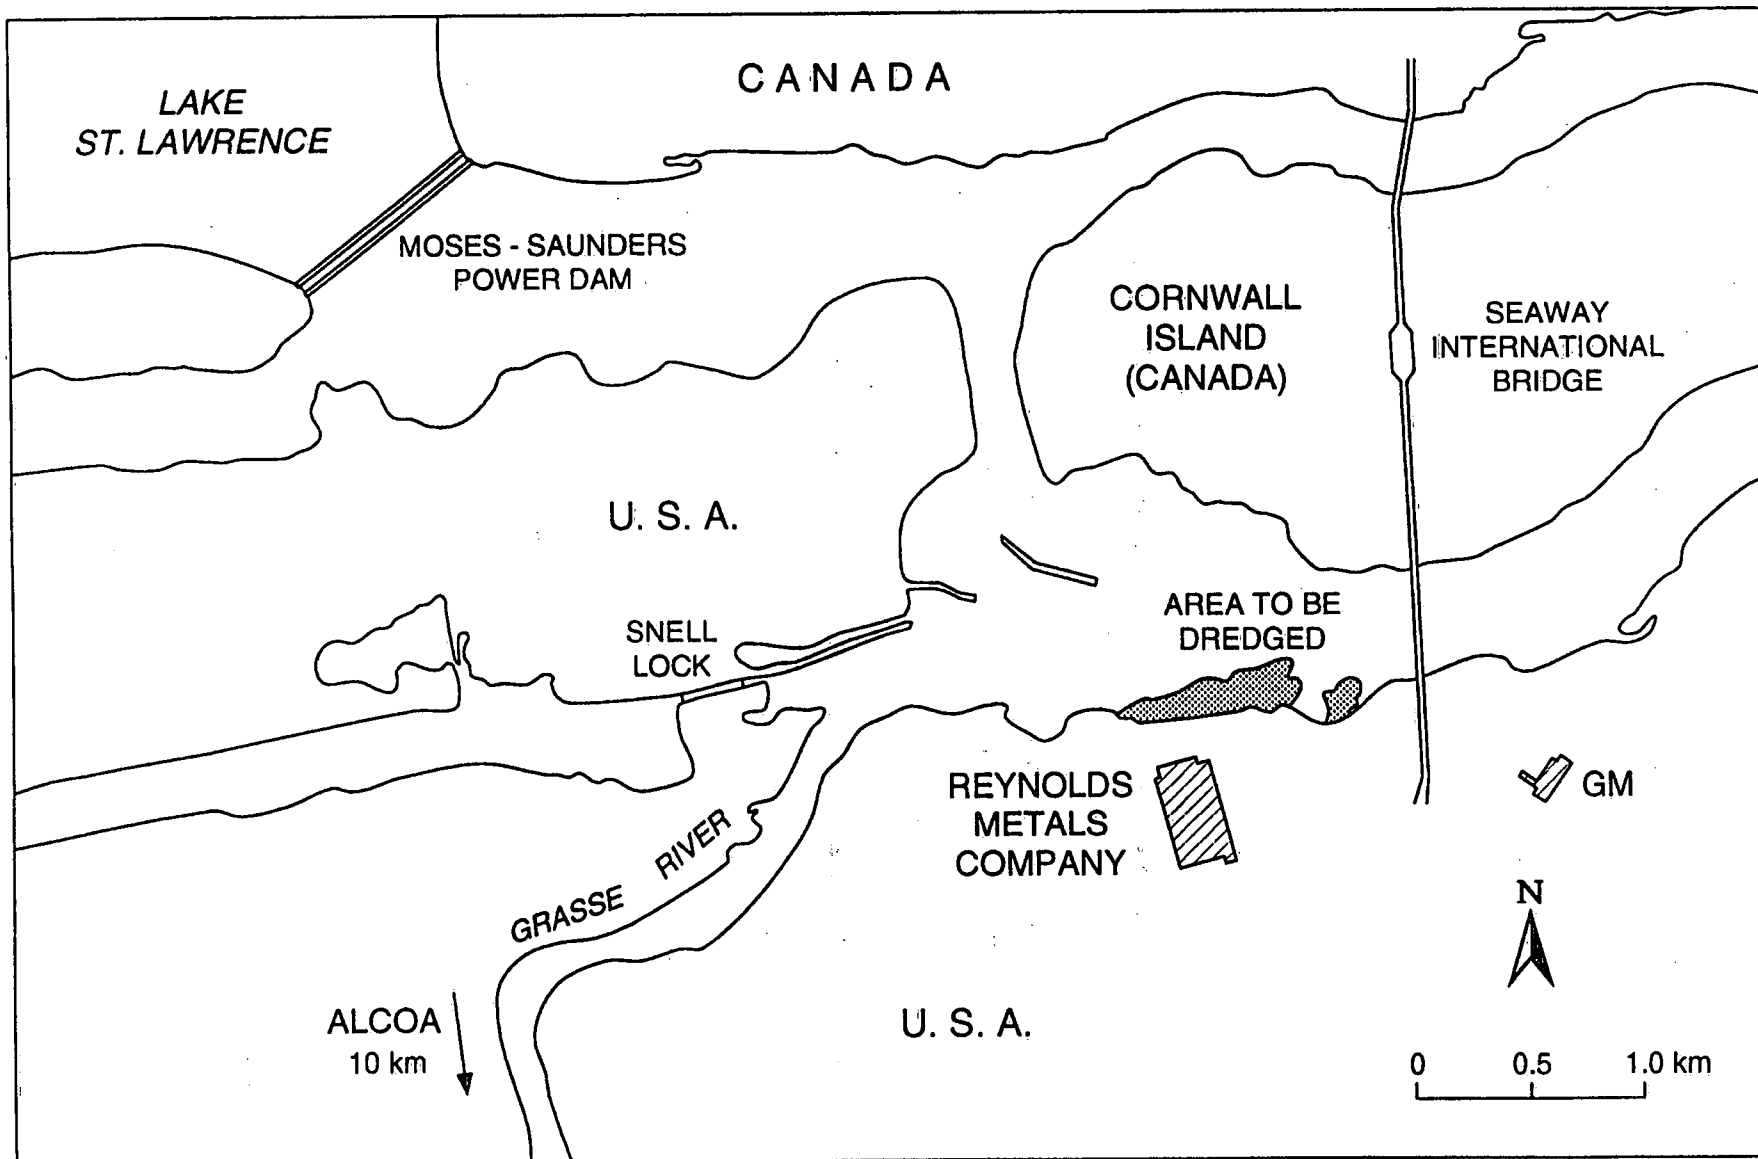 CANADA
LAKE
ST. LAWRENCE
MOSES - SAUNDERS
POWER DAM
CORNWALL
ISLAND
(CANADA)
SEAWAY
INTERNATIONAL
BRIDGE
U. S. A.
AREA TO BE
DREDGED
SNELL
LOCK
REYNOLDS
METALS
COMPANY
GM
GRASSE RIVER
N
ALCOA
10 km
U. S. A.
0 0.5 1.0 km